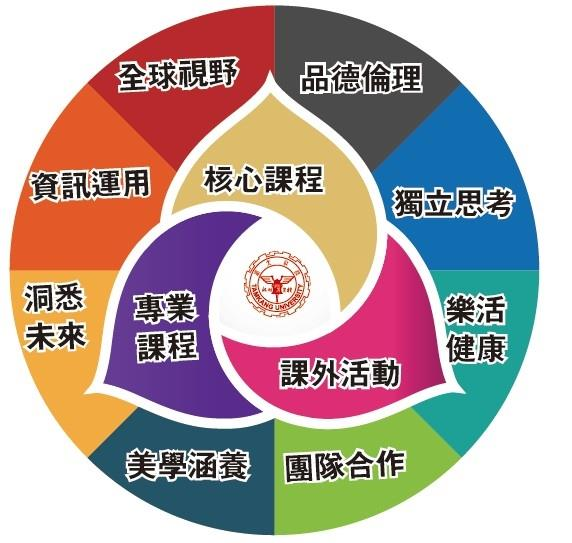 全球視野
品德倫理
資訊運用
核心課程
獨立思考
洞悉
未來
專業
課程
TAMKANG UNIVERSITY
樂活
健康
課外活動
美學涵養
團隊合作